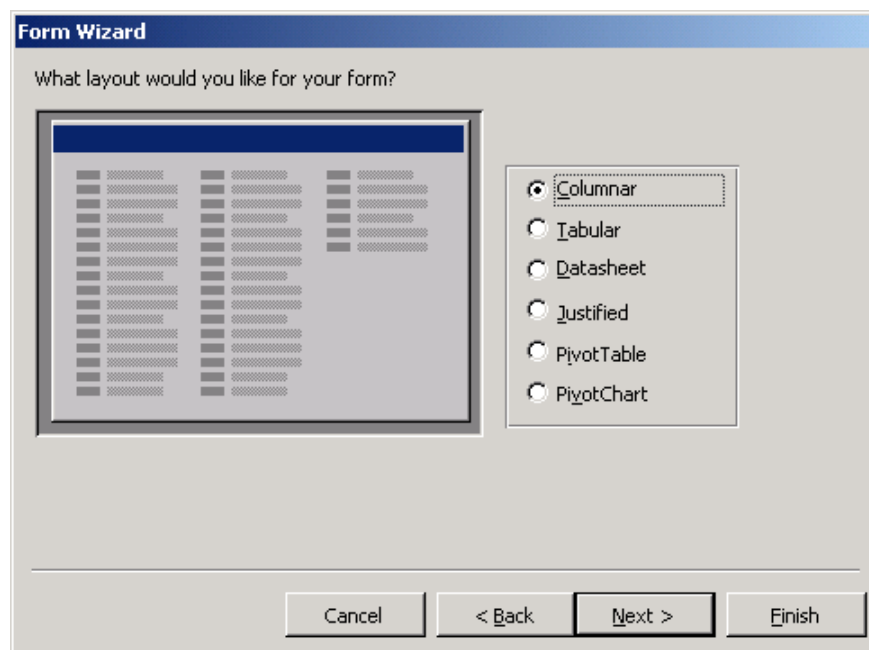 Form Wizard
What layout would you like for your form?
Columnar
Tabular
Datasheet
Justified
PivotTable
PivotChart
Cancel
< Back
Next >
Finish